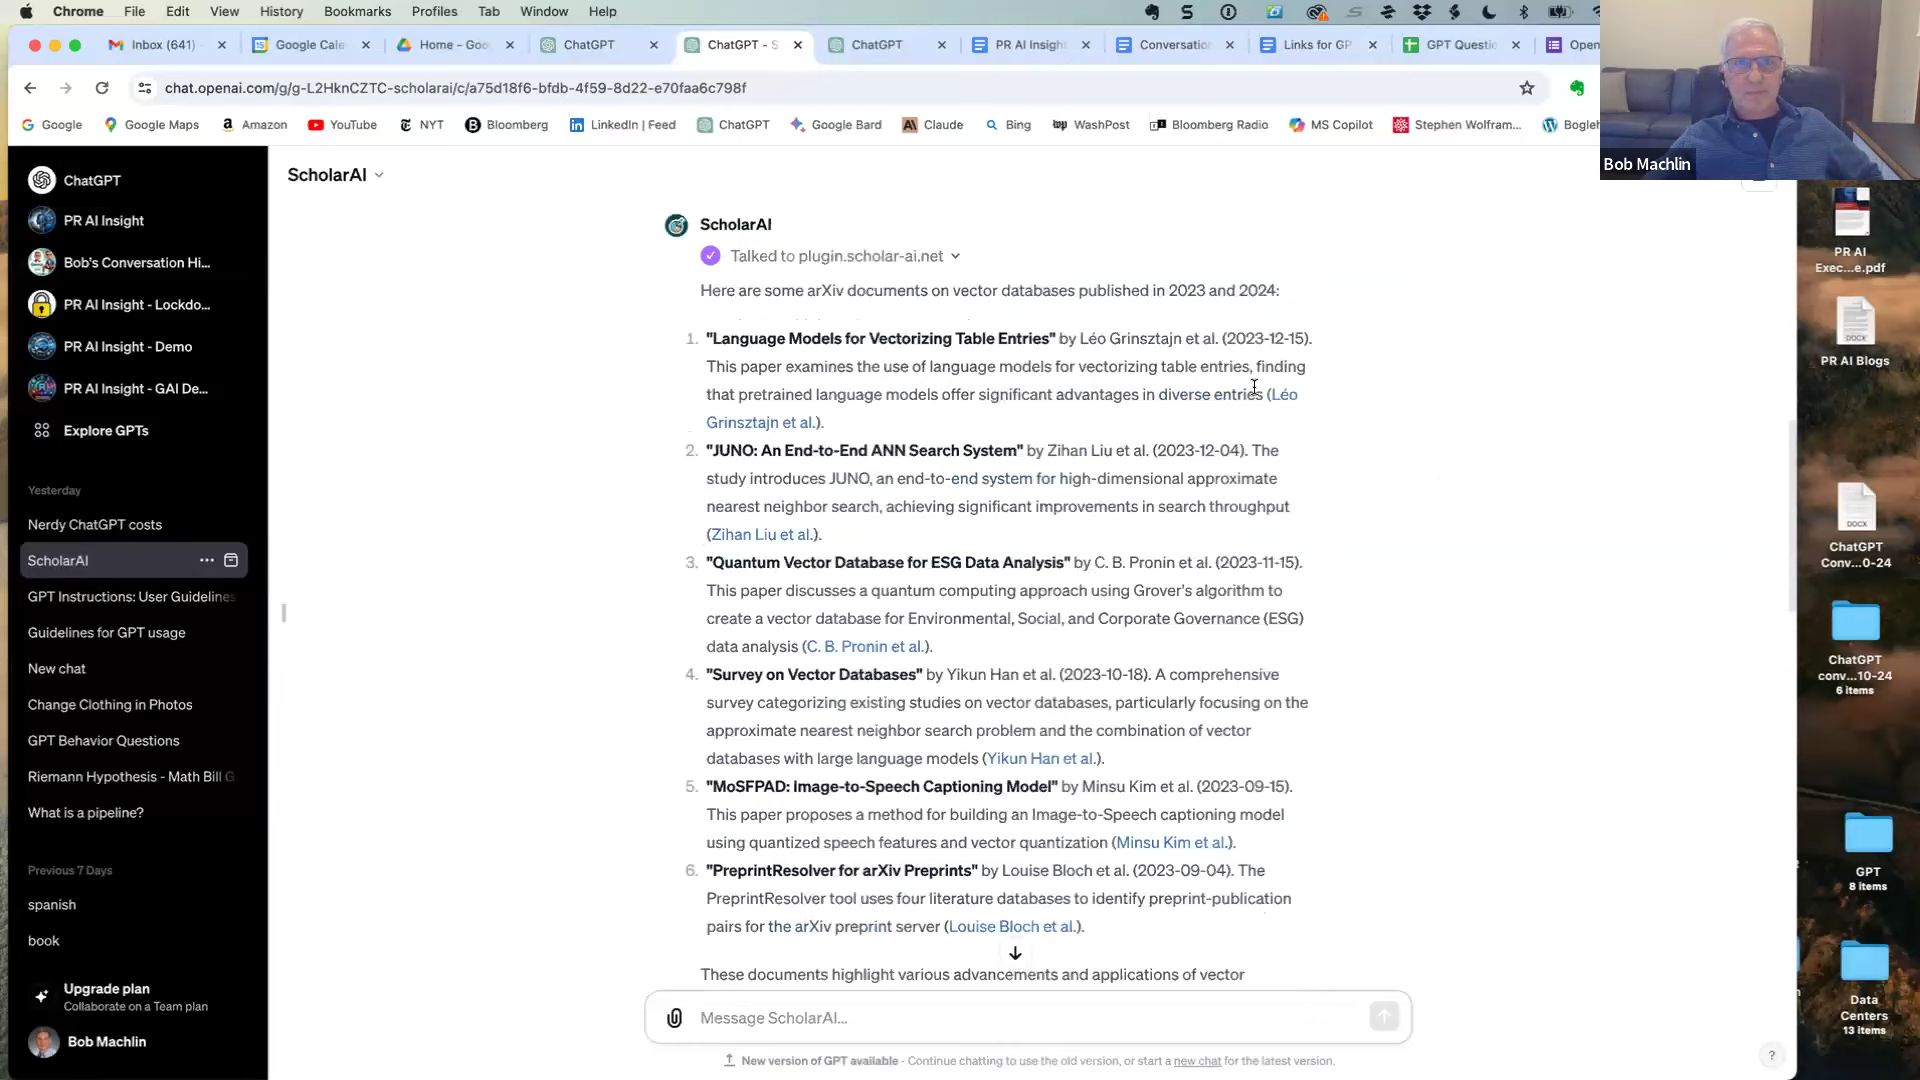 Chrome File Edit View History Bookmarks Profiles Tab Window Help
Inbox (641) Google Cale Home - Goo ChatGPT ChatGPT - S ChatGPT PR AI Insigh Conversatio Links for GP GPT Questi Open
chat.openai.com/g/g-L2HknCZTC-scholarai/c/a75d18f6-bfdb-4f59-8d22-e70faa6c798f
Google Google Maps Amazon YouTube NYT Bloomberg LinkedIn | Feed ChatGPT Google Bard Claude Bing WashPost Bloomberg Radio MS Copilot Stephen Wolfram... Bogleh
Bob Machlin
ChatGPT
PR AI Insight
Bob's Conversation Hi...
PR AI Insight - Lockdo...
PR AI Insight - Demo
PR AI Insight - GAI De...
Explore GPTs
Yesterday
Nerdy ChatGPT costs
ScholarAI
GPT Instructions: User Guidelines
Guidelines for GPT usage
New chat
Change Clothing in Photos
GPT Behavior Questions
Riemann Hypothesis - Math Bill G
What is a pipeline?
Previous 7 Days
spanish
book
Upgrade plan
Collaborate on a Team plan
Bob Machlin
ScholarAI
ScholarAI
Talked to plugin.scholar-ai.net
Here are some arXiv documents on vector databases published in 2023 and 2024:
1. "Language Models for Vectorizing Table Entries" by Léo Grinsztajn et al. (2023-12-15).
This paper examines the use of language models for vectorizing table entries, finding
that pretrained language models offer significant advantages in diverse entries (Léo
Grinsztajn et al.).
2. "JUNO: An End-to-End ANN Search System" by Zihan Liu et al. (2023-12-04). The
study introduces JUNO, an end-to-end system for high-dimensional approximate
nearest neighbor search, achieving significant improvements in search throughput
(Zihan Liu et al.).
3. "Quantum Vector Database for ESG Data Analysis" by C. B. Pronin et al. (2023-11-15).
This paper discusses a quantum computing approach using Grover's algorithm to
create a vector database for Environmental, Social, and Corporate Governance (ESG)
data analysis (C. B. Pronin et al.).
4. "Survey on Vector Databases" by Yikun Han et al. (2023-10-18). A comprehensive
survey categorizing existing studies on vector databases, particularly focusing on the
approximate nearest neighbor search problem and the combination of vector
databases with large language models (Yikun Han et al.).
5. "MoSFPAD: Image-to-Speech Captioning Model" by Minsu Kim et al. (2023-09-15).
This paper proposes a method for building an Image-to-Speech captioning model
using quantized speech features and vector quantization (Minsu Kim et al.).
6. "PreprintResolver for arXiv Preprints" by Louise Bloch et al. (2023-09-04). The
PreprintResolver tool uses four literature databases to identify preprint-publication
pairs for the arXiv preprint server (Louise Bloch et al.).
These documents highlight various advancements and applications of vector
Message ScholarAI...
New version of GPT available - Continue chatting to use the old version, or start a new chat for the latest version.
?
PR AI
Exec...e.pdf
DOCX
PR AI Blogs
DOCX
ChatGPT
Conv...0-24
ChatGPT
conv...10-24
6 items
GPT
8 items
Data
Centers
13 items